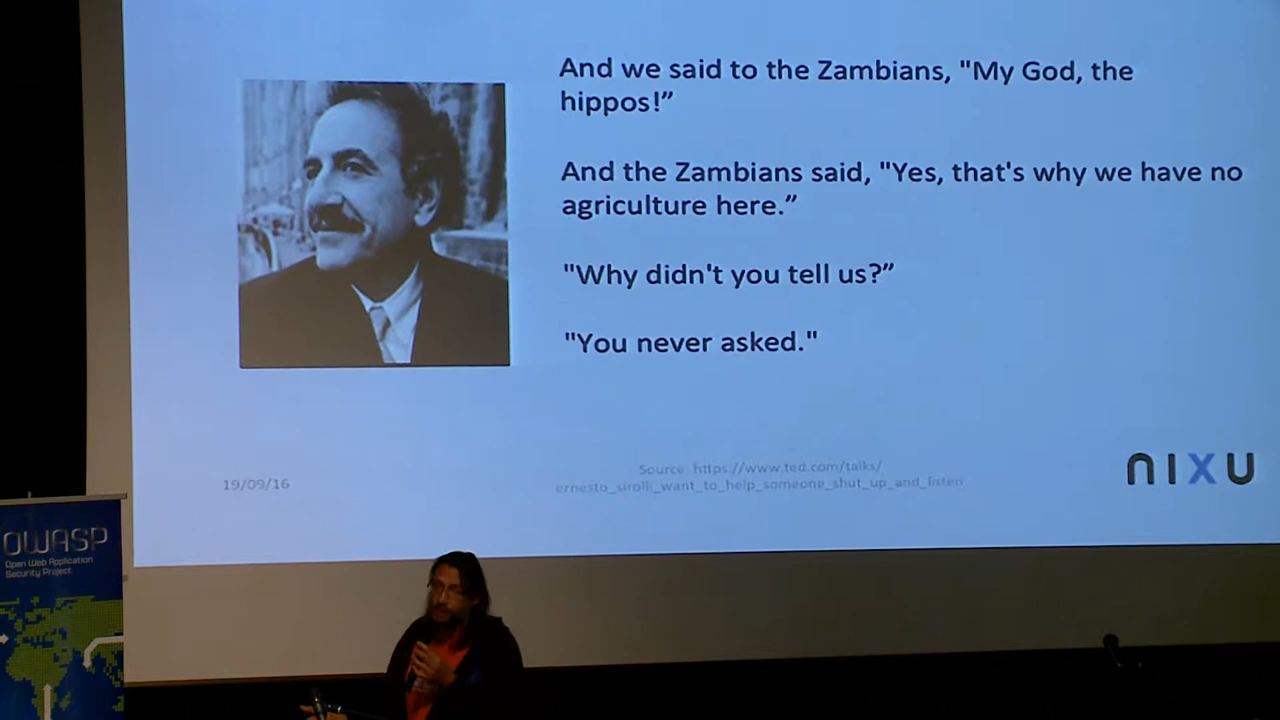 And we said to the Zambians, "My God, the
hippos!”
And the Zambians said, "Yes, that's why we have no
agriculture here.”
"Why didn't you tell us?”
"You never asked."
19/09/16
Source: https://www.ted.com/talks/
ernesto_sirolli_want_to_help_someone_shut_up_and_listen
NIXU
OWASP
Open Web Application
Security Project